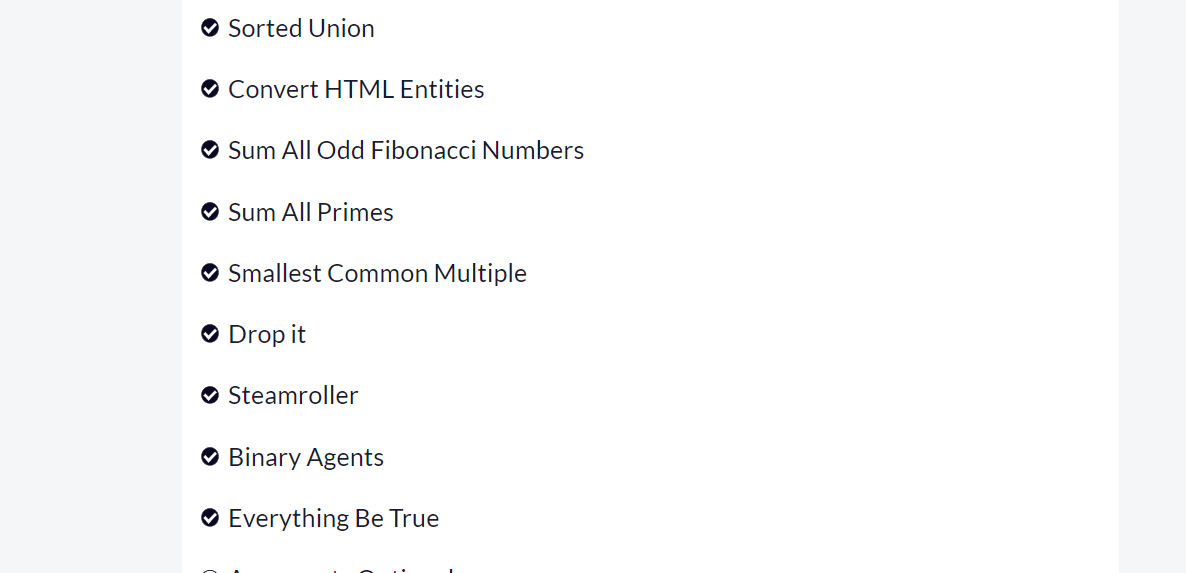 Sorted Union
Convert HTML Entities
Sum All Odd Fibonacci Numbers
Sum All Primes
Smallest Common Multiple
Drop it
Steamroller
Binary Agents
Everything Be True